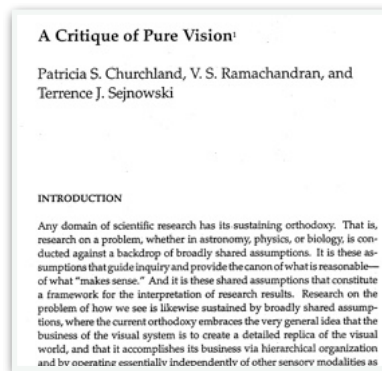 A Critique of Pure Vision¹
Patricia S. Churchland, V. S. Ramachandran, and
Terrence J. Sejnowski
INTRODUCTION
Any domain of scientific research has its sustaining orthodoxy. That is,
research on a problem, whether in astronomy, physics, or biology, is con-
ducted against a backdrop of broadly shared assumptions. It is these as-
sumptions that guide inquiry and provide the canon of what is reasonable—
of what "makes sense." And it is these shared assumptions that constitute
a framework for the interpretation of research results. Research on the
problem of how we see is likewise sustained by broadly shared assump-
tions, where the current orthodoxy embraces the very general idea that the
business of the visual system is to create a detailed replica of the visual
world, and that it accomplishes its business via hierarchical organization
and by operating essentially independently of other sensory modalities as